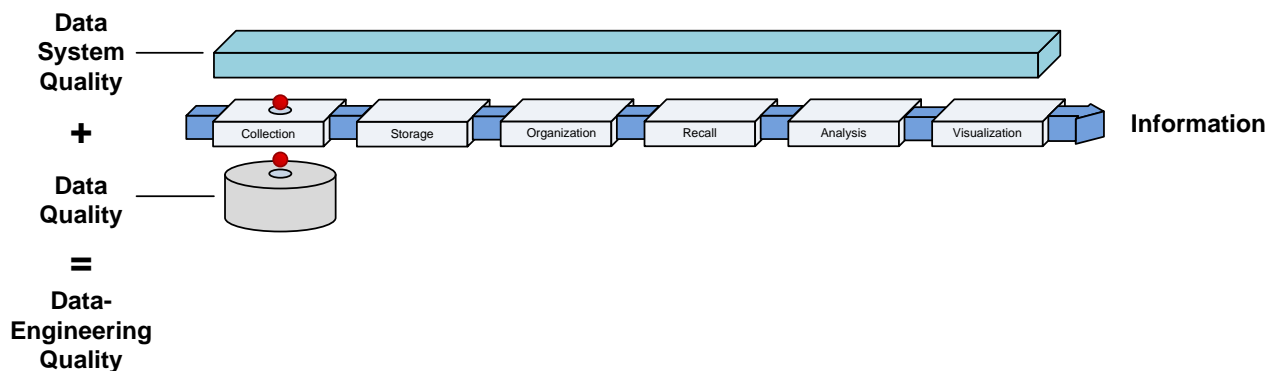 Data
System
Quality
+
Collection
Storage
Organization
Recall
Analysis
Visualization
Information
Data
Quality
=
Data-
Engineering
Quality